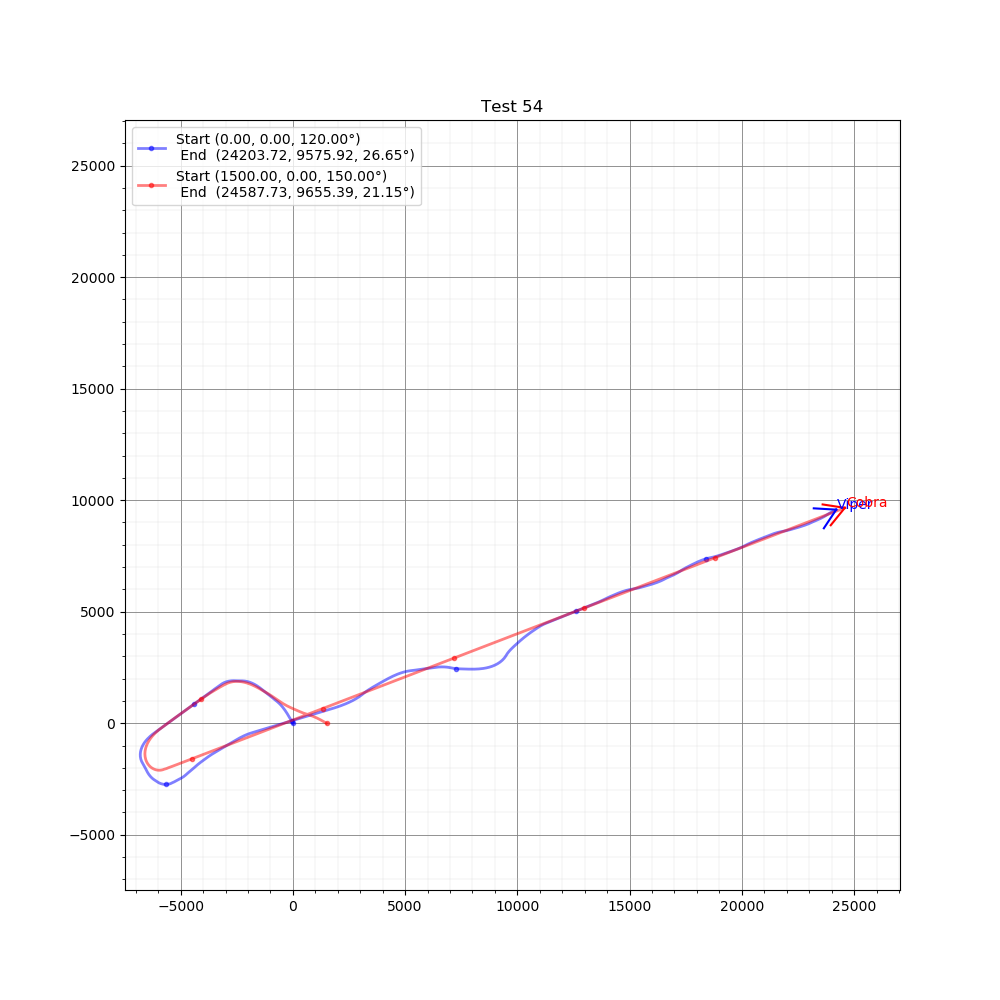 Test 54
Start (0.00, 0.00, 120.00°)
End  (24203.72, 9575.92, 26.65°)
Start (1500.00, 0.00, 150.00°)
End  (24587.73, 9655.39, 21.15°)
25000
20000
15000
10000
5000
0
−5000
Viper
Cobra
−5000
0
5000
10000
15000
20000
25000